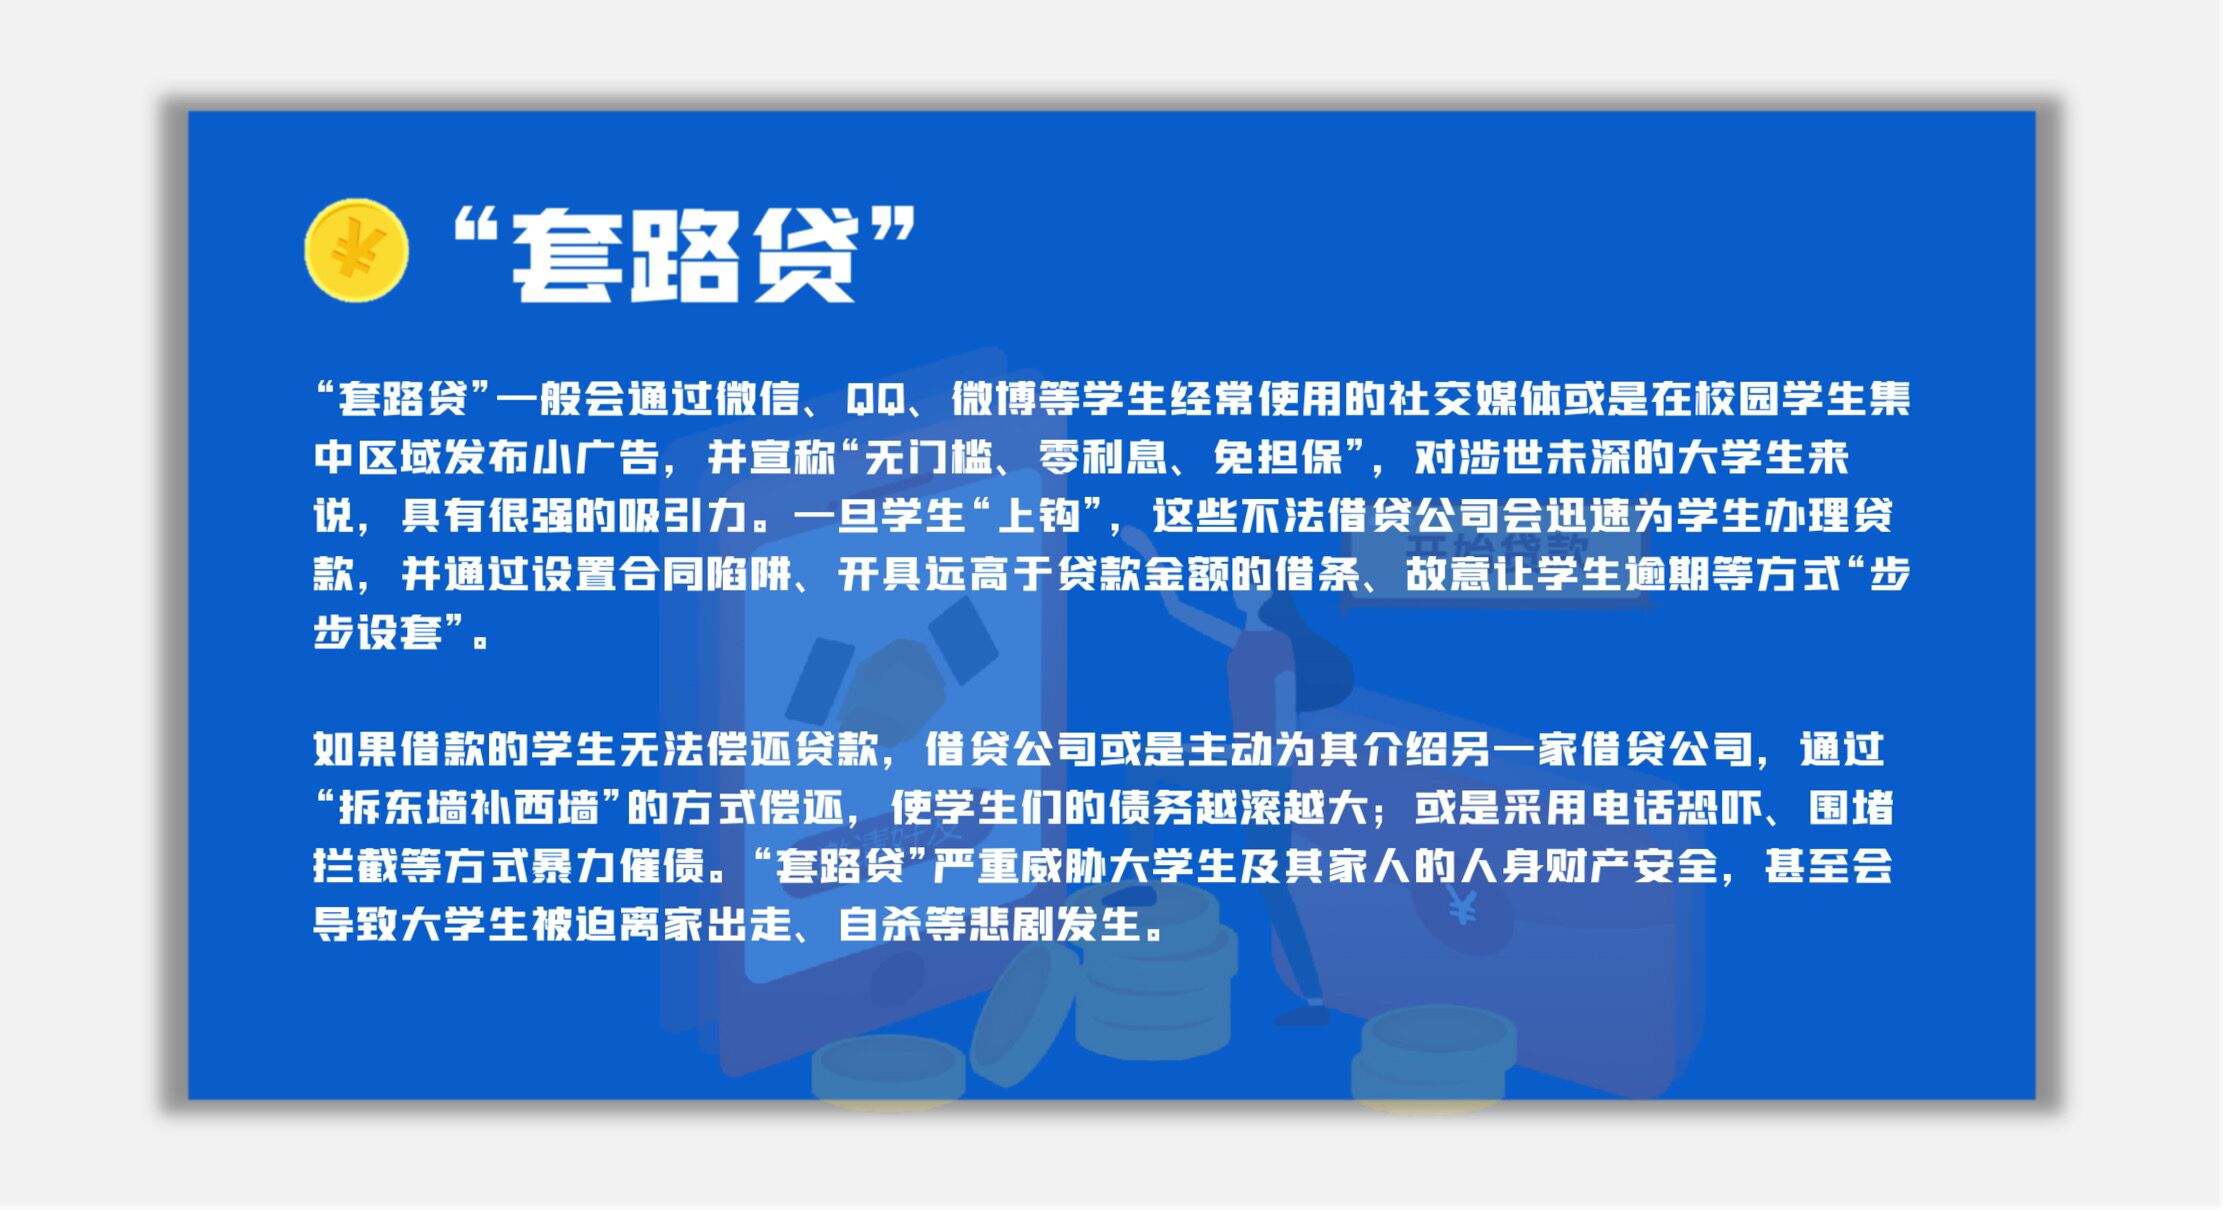 ¥ “套路贷”
“套路贷”一般会通过微信、QQ、微博等学生经常使用的社交媒体或是在校园学生集
中区域发布小广告，并宣称“无门槛、零利息、免担保”，对涉世未深的大学生来
说，具有很强的吸引力。一旦学生“上钩”，这些不法借贷公司会迅速为学生办理贷
款，并通过设置合同陷阱、开具远高于贷款金额的借条、故意让学生逾期等方式“步
步设套”。
如果借款的学生无法偿还贷款，借贷公司或是主动为其介绍另一家借贷公司，通过
“拆东墙补西墙”的方式偿还，使学生们的债务越滚越大；或是采用电话恐吓、围堵
拦截等方式暴力催债。“套路贷”严重威胁大学生及其家人的人身财产安全，甚至会
导致大学生被迫离家出走、自杀等悲剧发生。
开始贷款
¥